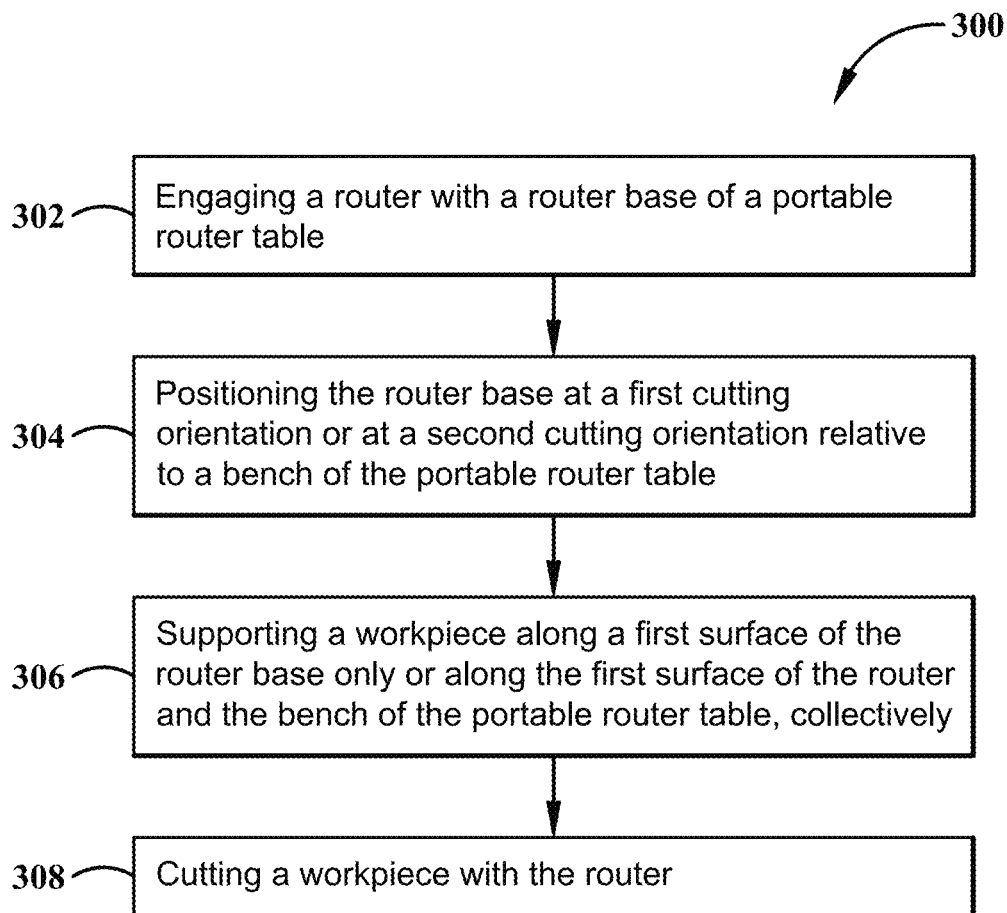 300
302
Engaging a router with a router base of a portable
router table
304
Positioning the router base at a first cutting
orientation or at a second cutting orientation relative
to a bench of the portable router table
306
Supporting a workpiece along a first surface of the
router base only or along the first surface of the router
and the bench of the portable router table, collectively
308
Cutting a workpiece with the router